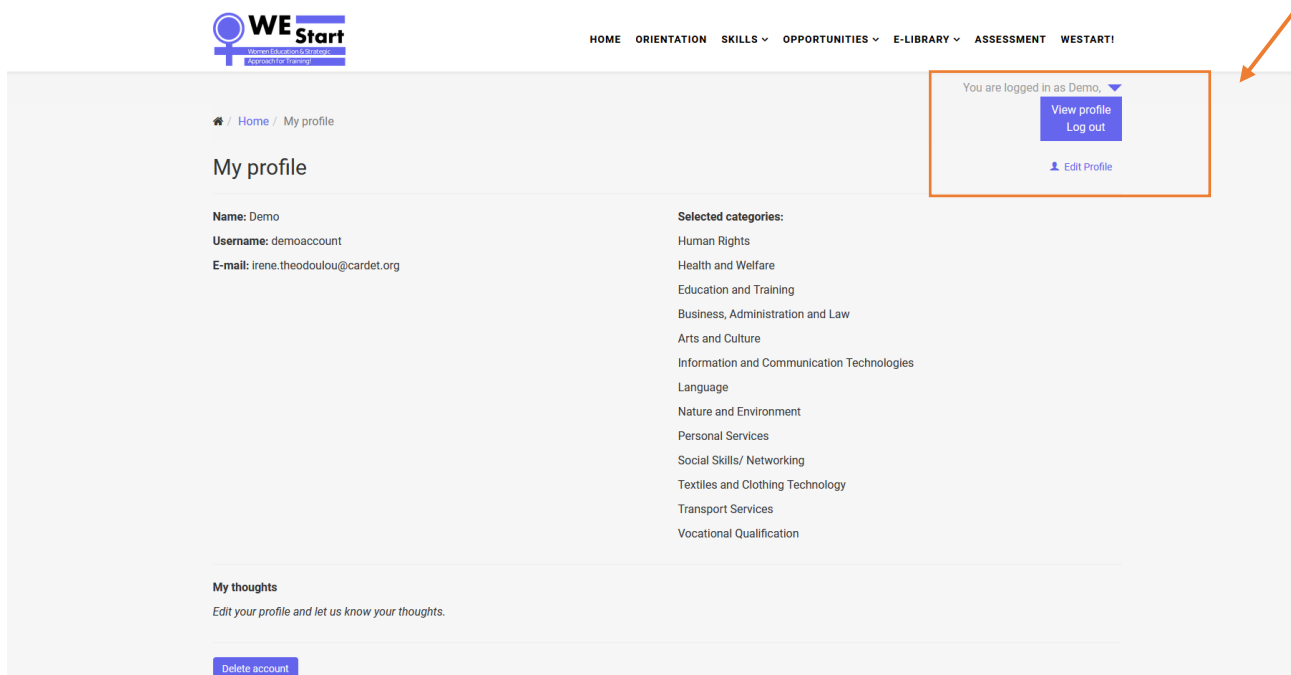 WE
Start
Women Education & Strategic
Approach for Training!
HOME ORIENTATION SKILLS OPPORTUNITIES E-LIBRARY ASSESSMENT WESTART!
You are logged in as Demo,
View profile
Log out
/ Home / My profile
My profile
Edit Profile
Name: Demo
Username: demoaccount
E-mail: irene.theodoulou@cardet.org
Selected categories:
Human Rights
Health and Welfare
Education and Training
Business, Administration and Law
Arts and Culture
Information and Communication Technologies
Language
Nature and Environment
Personal Services
Social Skills/ Networking
Textiles and Clothing Technology
Transport Services
Vocational Qualification
My thoughts
Edit your profile and let us know your thoughts.
Delete account